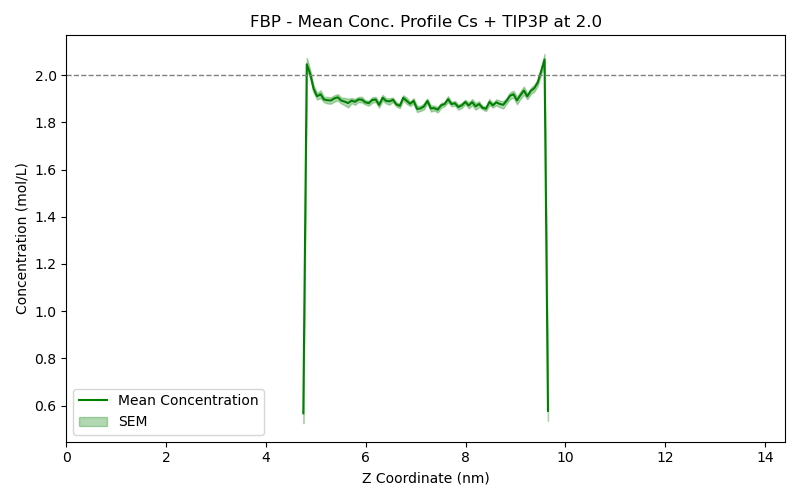 FBP - Mean Conc. Profile Cs + TIP3P at 2.0
Concentration (mol/L)
2.0
1.8
1.6
1.4
1.2
1.0
0.8
0.6
Mean Concentration
SEM
0 2 4 6 8 10 12 14
Z Coordinate (nm)